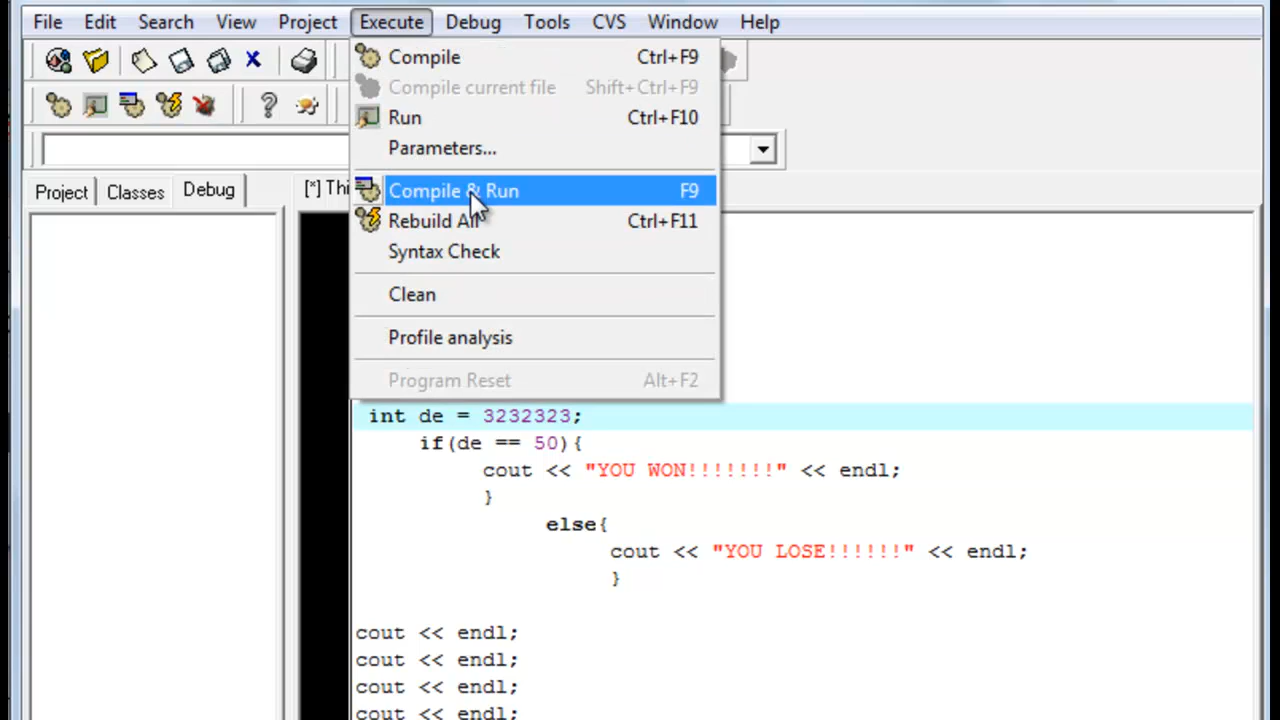 File Edit Search View Project Execute Debug Tools CVS Window Help
Compile Ctrl+F9
Compile current file Shift+Ctrl+F9
Run Ctrl+F10
Parameters...
Compile & Run F9
Rebuild All Ctrl+F11
Syntax Check
Clean
Profile analysis
Program Reset Alt+F2
Project Classes Debug
[*] Thi
int de = 3232323;
if(de == 50){
cout << "YOU WON!!!!!!!" << endl;
}
else{
cout << "YOU LOSE!!!!!!" << endl;
}
cout << endl;
cout << endl;
cout << endl;
cout << endl;